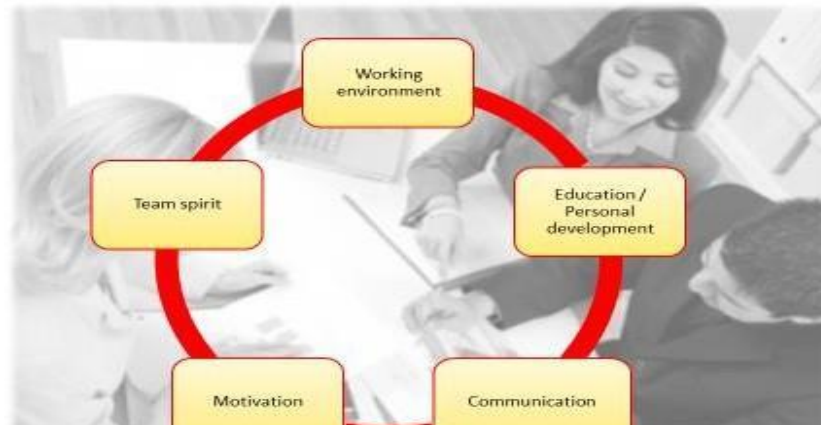 Working
environment
Team spirit
Education /
Personal
development
Motivation
Communication